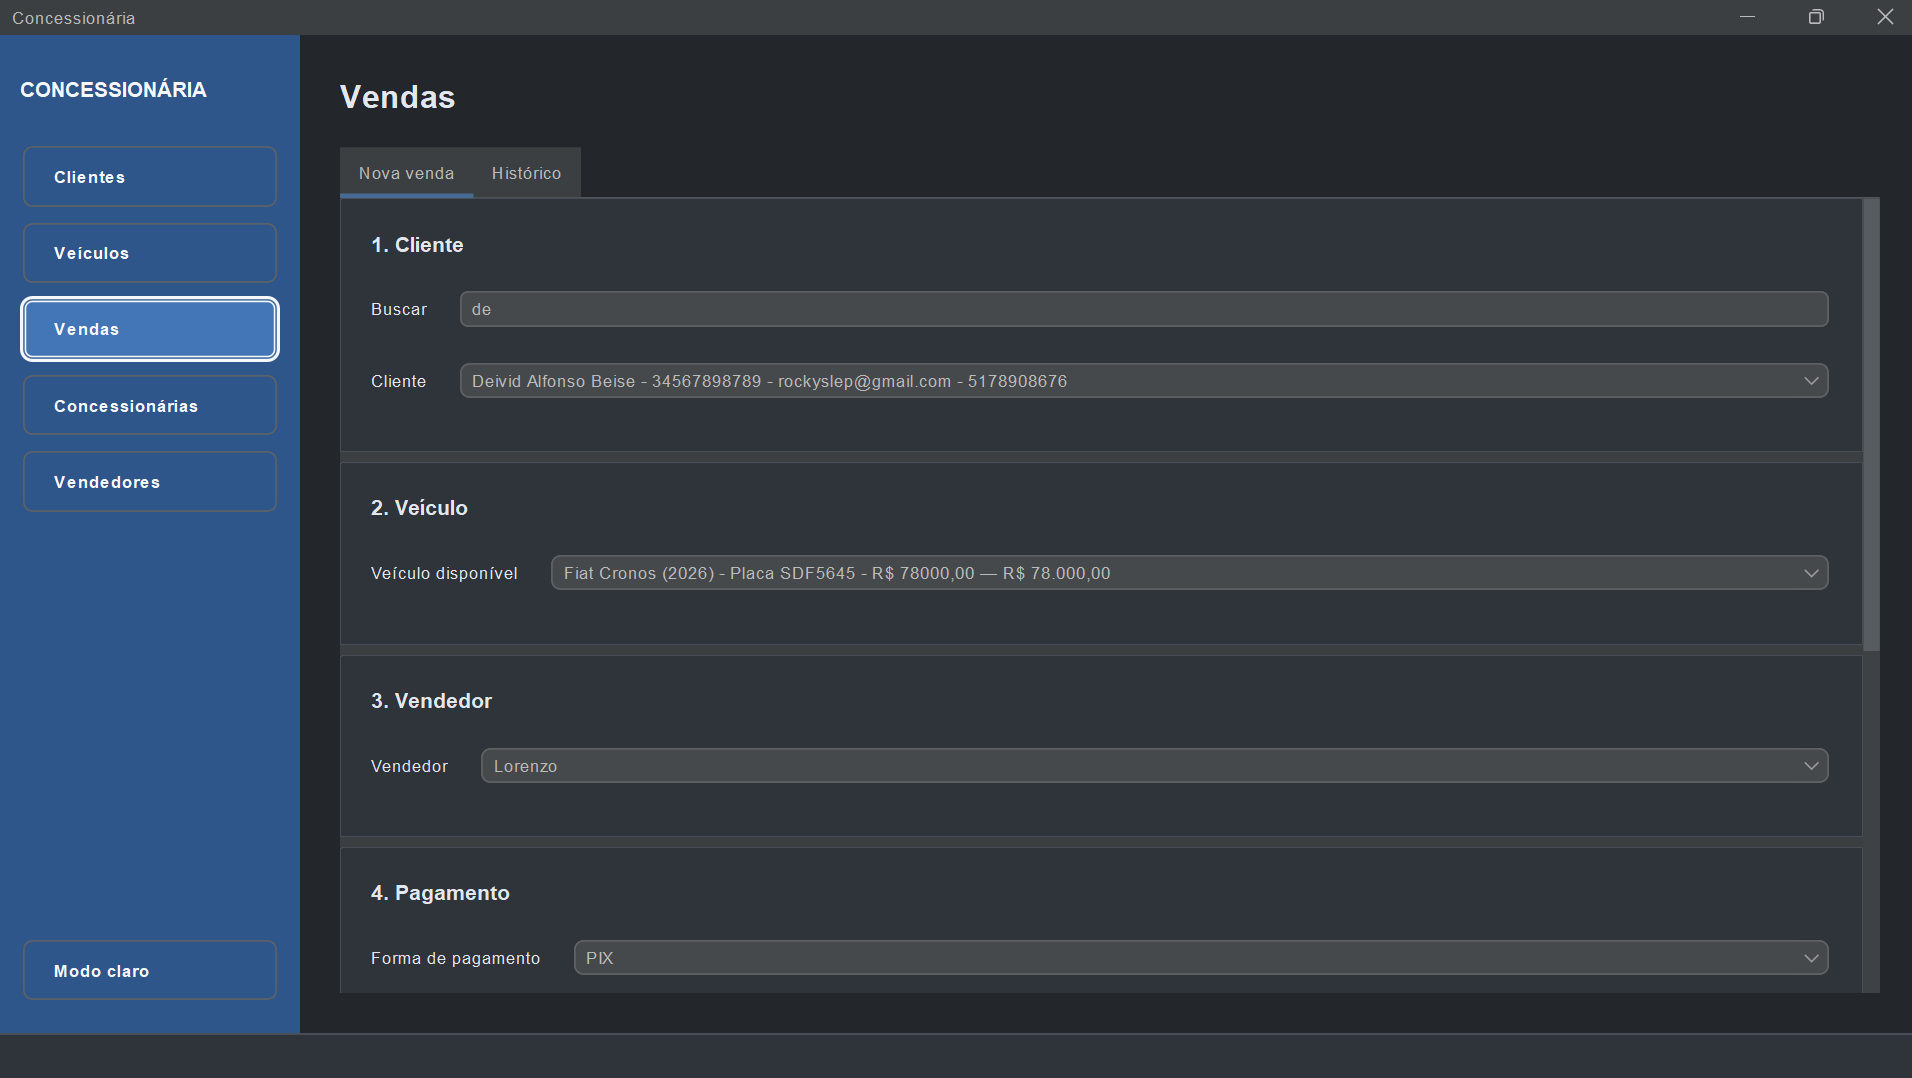 Concessionária
CONCESSIONÁRIA
Clientes
Veículos
Vendas
Concessionárias
Vendedores
Modo claro
Vendas
Nova venda
Histórico
1. Cliente
Buscar
de
Cliente
Deivid Alfonso Beise - 34567898789 - rockyslep@gmail.com - 5178908676
2. Veículo
Veículo disponível
Fiat Cronos (2026) - Placa SDF5645 - R$ 78000,00 — R$ 78.000,00
3. Vendedor
Vendedor
Lorenzo
4. Pagamento
Forma de pagamento
PIX